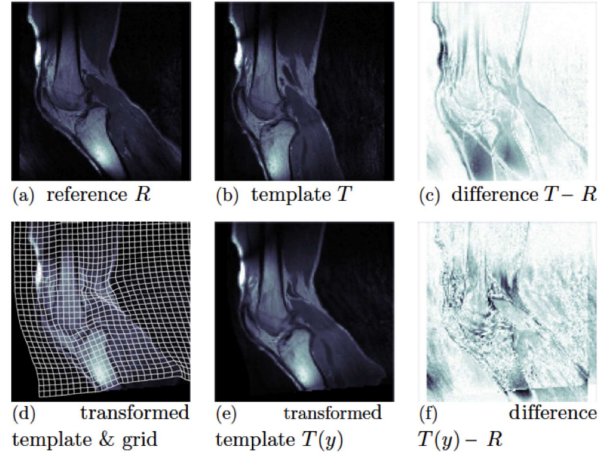 (a) reference R
(b) template T
(c) difference T − R
(d) transformed
template & grid
(e) transformed
template T(y)
(f) difference
T(y) − R